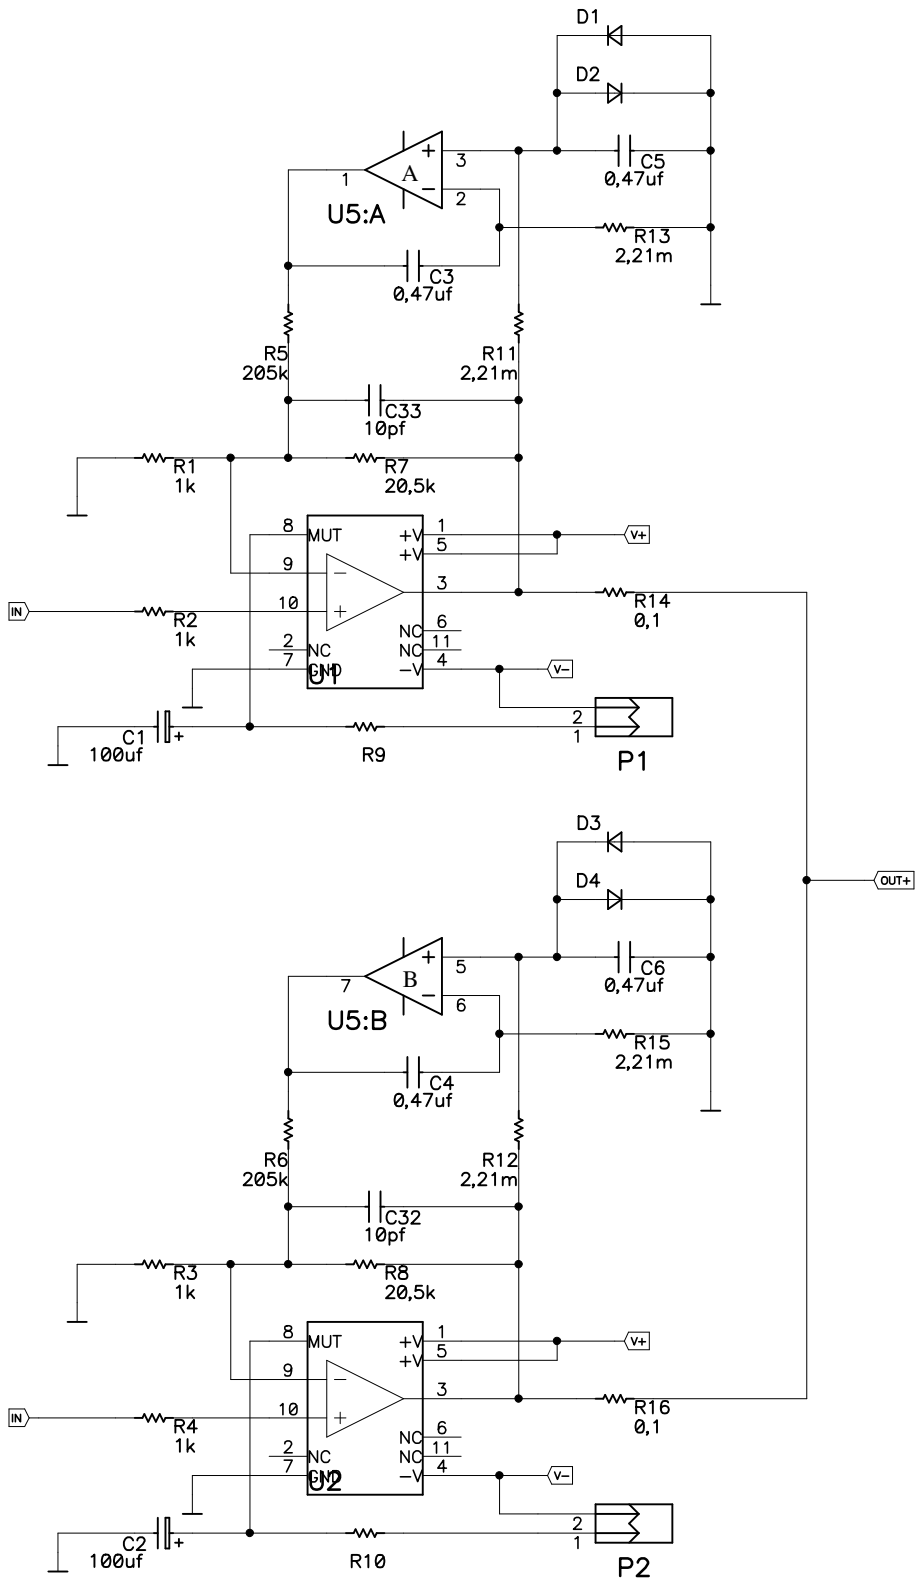 D1
D2
+
3
C5
0,47uf
A
1
−
2
U5:A
R13
2,21m
C3
0,47uf
R5
205k
R11
2,21m
C33
10pf
R1
1k
R7
20,5k
8
MUT
+V
1
V+
+V
5
9
−
3
R14
0,1
IN
R2
1k
10
+
NC
6
2
NC
NC
11
7
GND
−V
4
V−
U1
C1
100uf
+
R9
2
1
P1
D3
D4
OUT+
+
5
C6
0,47uf
B
7
−
6
U5:B
R15
2,21m
C4
0,47uf
R6
205k
R12
2,21m
C32
10pf
R3
1k
R8
20,5k
8
MUT
+V
1
V+
+V
5
9
−
3
R16
0,1
IN
R4
1k
10
+
NC
6
2
NC
NC
11
7
GND
−V
4
V−
U2
C2
100uf
+
R10
2
1
P2